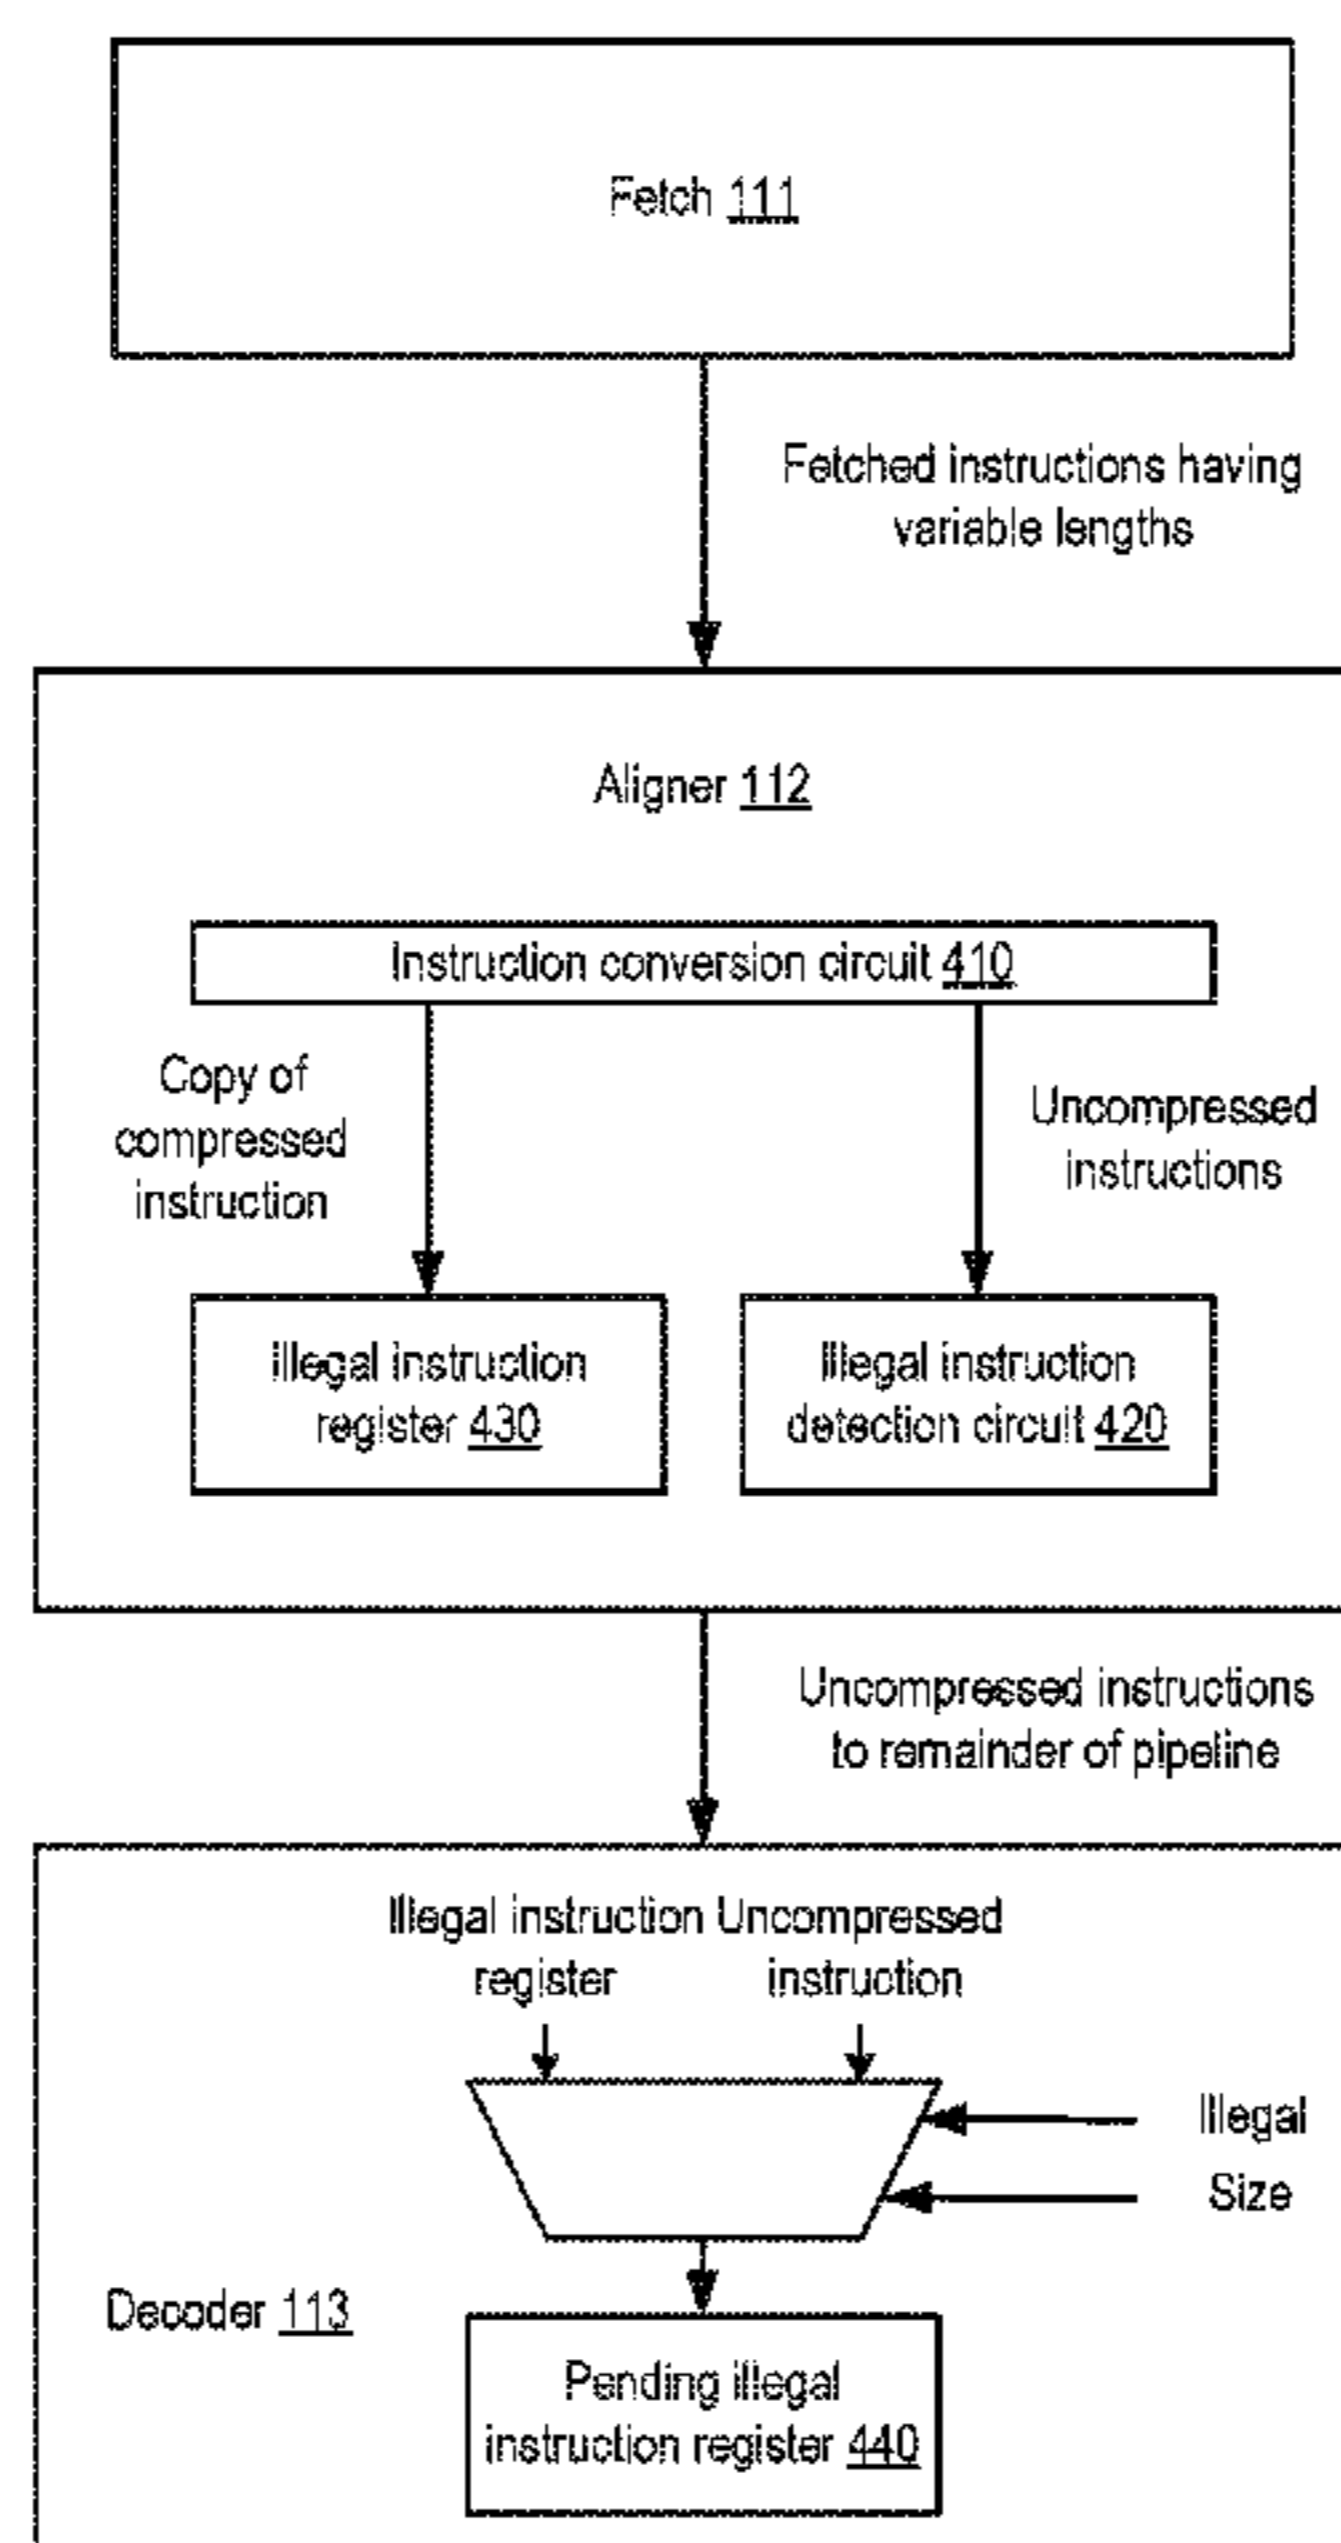 Fetch 111
Fetched instructions having
variable lengths
Aligner 112
Instruction conversion circuit 410
Copy of
compressed
instruction
Uncompressed
instructions
Illegal instruction
register 430
Illegal instruction
detection circuit 420
Uncompressed instructions
to remainder of pipeline
Illegal instruction
register
Uncompressed
instruction
Illegal
Size
Decoder 113
Pending illegal
instruction register 440